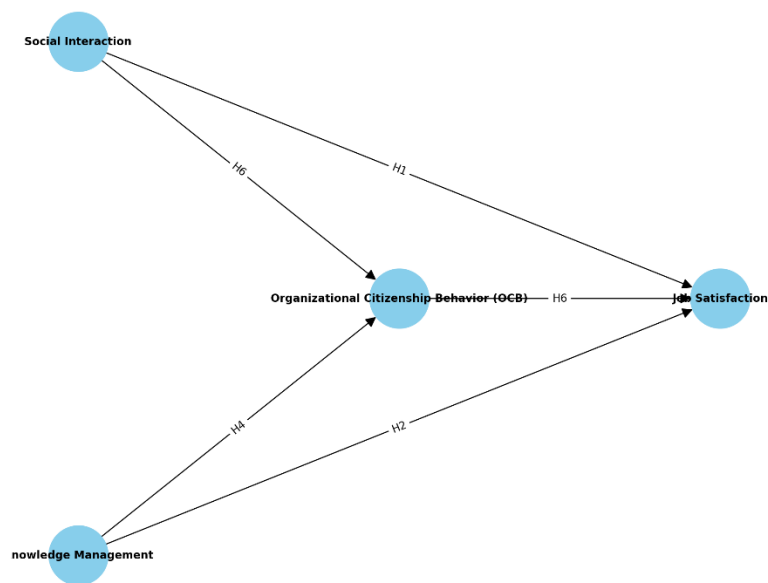 Social Interaction
H6
H1
Organizational Citizenship Behavior (OCB)
H6
Job Satisfaction
H4
H2
nowledge Management